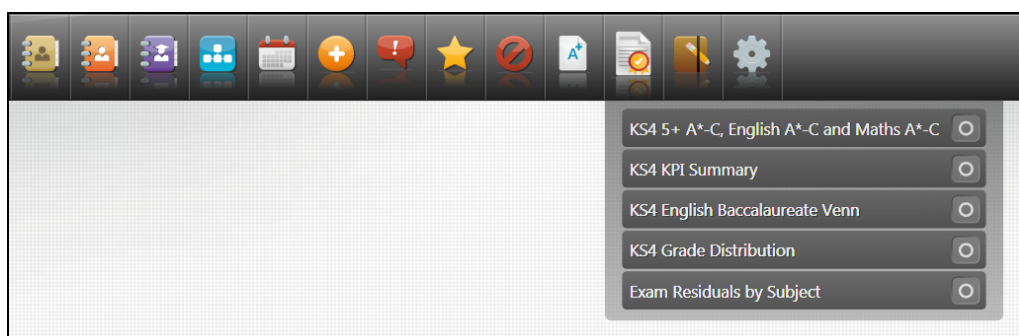 A+
KS4 5+ A*-C, English A*-C and Maths A*-C
KS4 KPI Summary
KS4 English Baccalaureate Venn
KS4 Grade Distribution
Exam Residuals by Subject